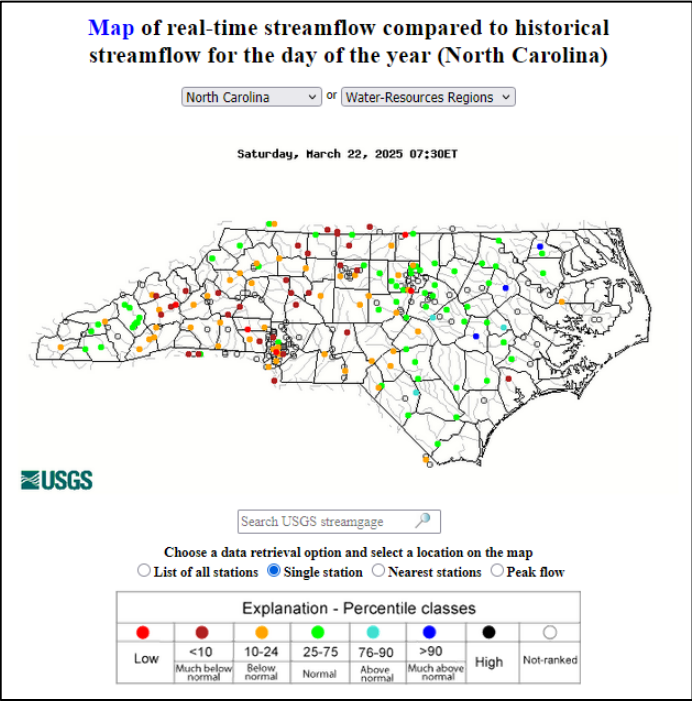 Map of real-time streamflow compared to historical
streamflow for the day of the year (North Carolina)
North Carolina or Water-Resources Regions
Saturday, March 22, 2025 07:30ET
USGS
Search USGS streamgage
Choose a data retrieval option and select a location on the map
List of all stations Single station Nearest stations Peak flow
Explanation - Percentile classes
Low <10 10-24 25-75 76-90 >90 High Not-ranked
Much below normal Below normal Normal Above normal Much above normal